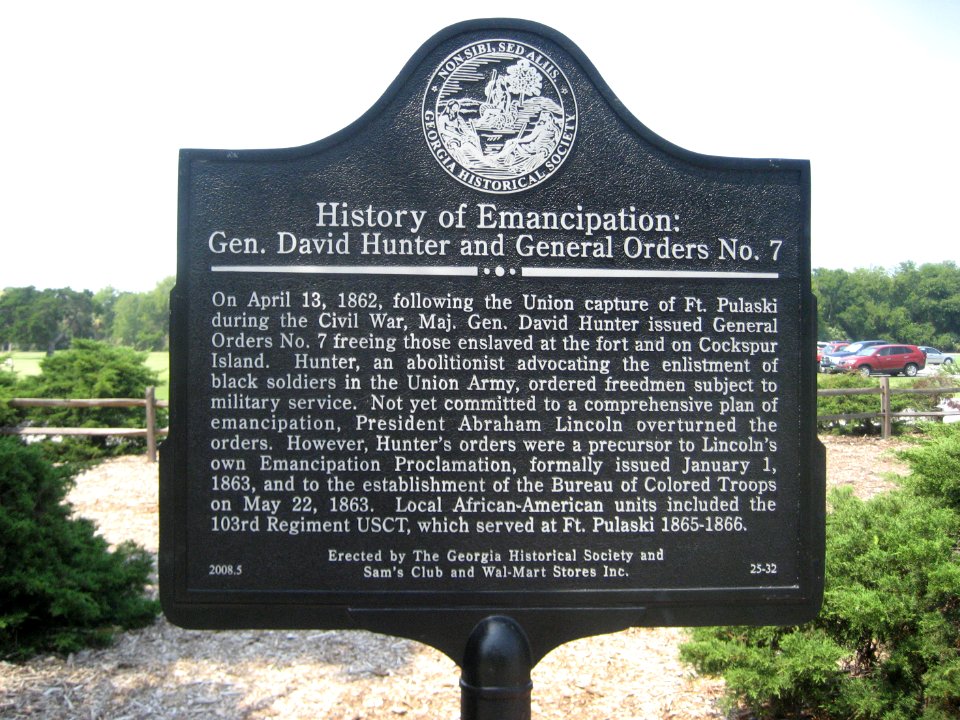 NON SIBI, SED ALIIS.
GEORGIA HISTORICAL SOCIETY
History of Emancipation:
Gen. David Hunter and General Orders No. 7
On April 13, 1862, following the Union capture of Ft. Pulaski
during the Civil War, Maj. Gen. David Hunter issued General
Orders No. 7 freeing those enslaved at the fort and on Cockspur
Island. Hunter, an abolitionist advocating the enlistment of
black soldiers in the Union Army, ordered freedmen subject to
military service. Not yet committed to a comprehensive plan of
emancipation, President Abraham Lincoln overturned the
orders. However, Hunter's orders were a precursor to Lincoln's
own Emancipation Proclamation, formally issued January 1,
1863, and to the establishment of the Bureau of Colored Troops
on May 22, 1863. Local African-American units included the
103rd Regiment USCT, which served at Ft. Pulaski 1865-1866.
Erected by The Georgia Historical Society and
Sam's Club and Wal-Mart Stores Inc.
2008.5
25-32